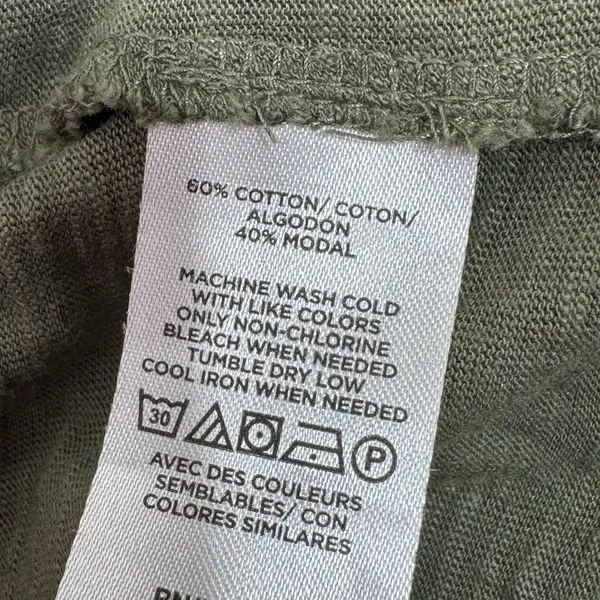 60% COTTON/ COTON/
ALGODON
40% MODAL
MACHINE WASH COLD
WITH LIKE COLORS
ONLY NON-CHLORINE
BLEACH WHEN NEEDED
TUMBLE DRY LOW
COOL IRON WHEN NEEDED
30 P
AVEC DES COULEURS
SEMBLABLES/ CON
COLORES SIMILARES